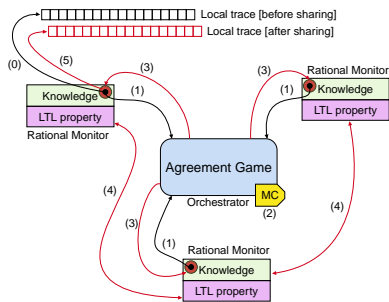 Local trace [before sharing]
Local trace [after sharing]
(0)
(5)
(3)
(3)
Rational Monitor
Knowledge
(1)
(1)
Knowledge
LTL property
LTL property
Rational Monitor
Agreement Game
MC
Orchestrator
(2)
(4)
(4)
(3)
(1)
Rational Monitor
Knowledge
LTL property